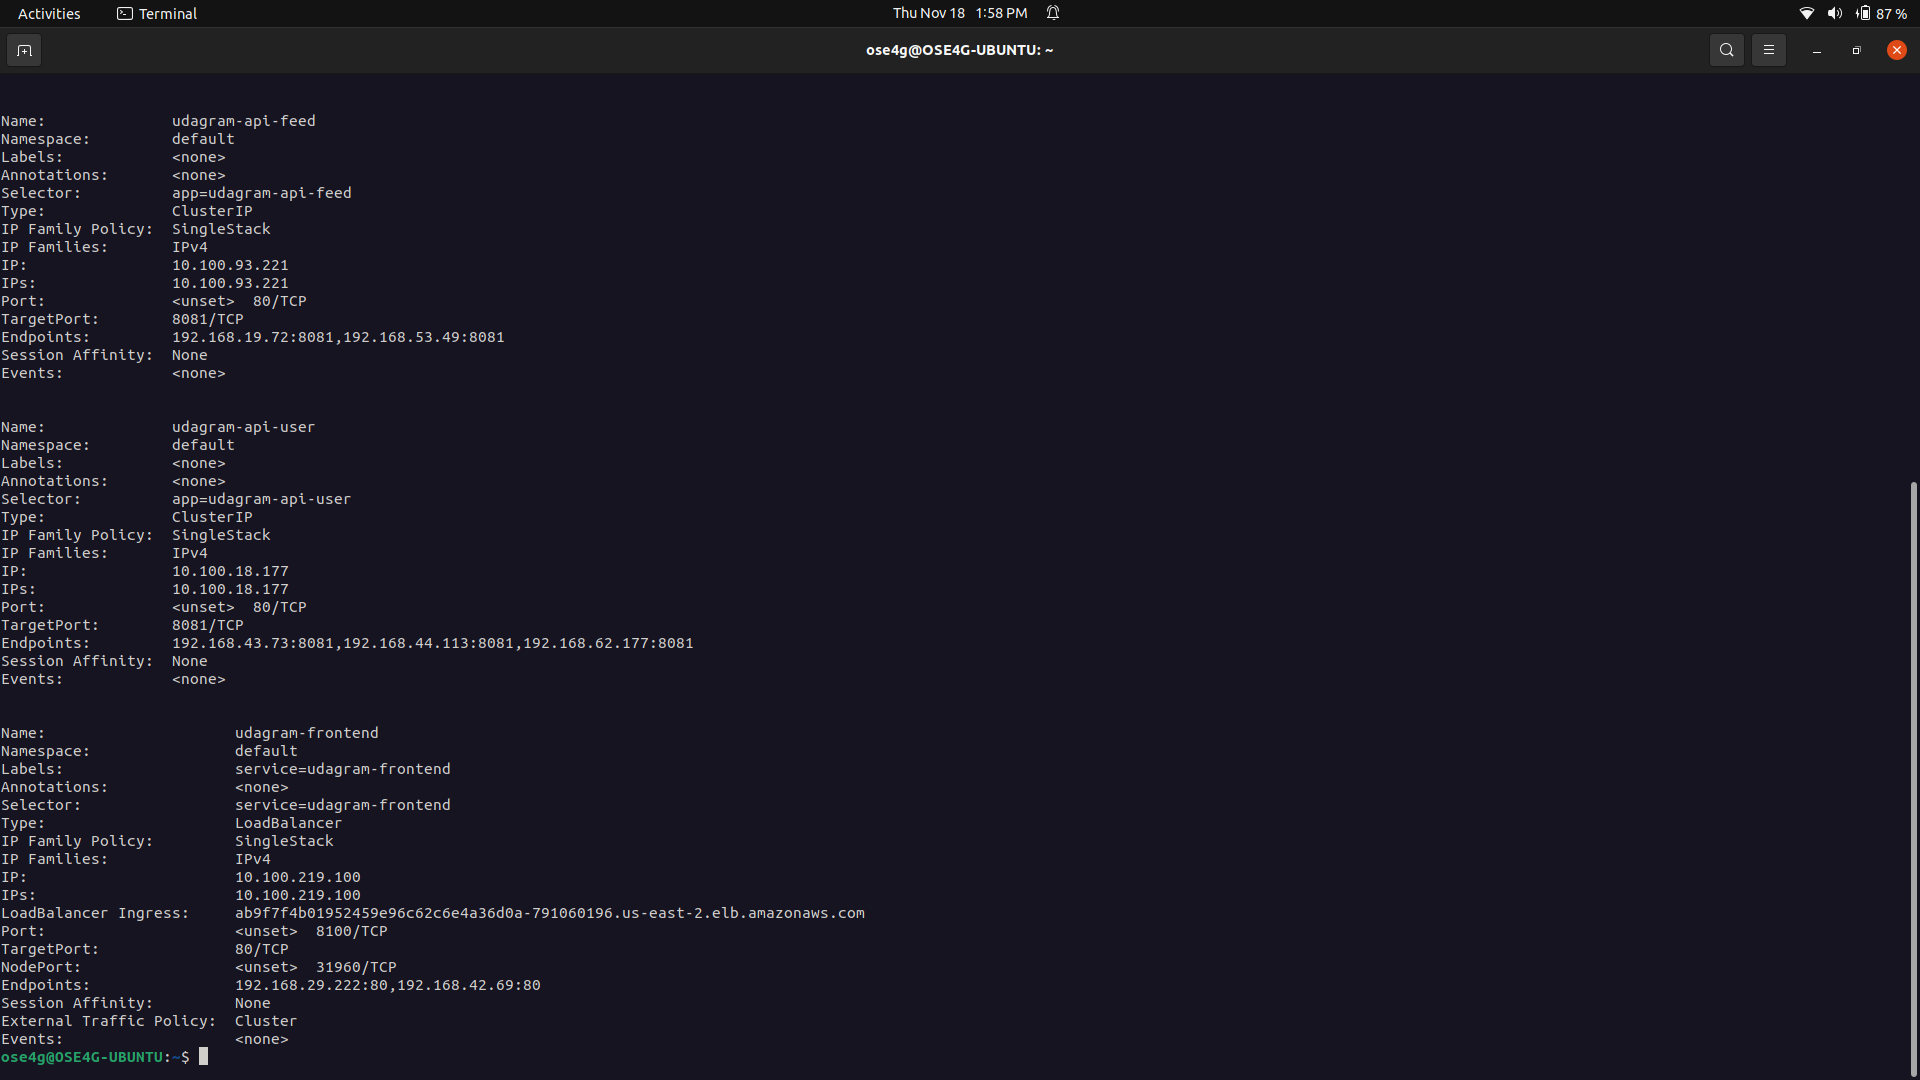 Activities Terminal Thu Nov 18 1:58 PM 87 %
ose4g@OSE4G-UBUNTU: ~
Name: udagram-api-feed
Namespace: default
Labels: <none>
Annotations: <none>
Selector: app=udagram-api-feed
Type: ClusterIP
IP Family Policy: SingleStack
IP Families: IPv4
IP: 10.100.93.221
IPs: 10.100.93.221
Port: <unset> 80/TCP
TargetPort: 8081/TCP
Endpoints: 192.168.19.72:8081,192.168.53.49:8081
Session Affinity: None
Events: <none>
Name: udagram-api-user
Namespace: default
Labels: <none>
Annotations: <none>
Selector: app=udagram-api-user
Type: ClusterIP
IP Family Policy: SingleStack
IP Families: IPv4
IP: 10.100.18.177
IPs: 10.100.18.177
Port: <unset> 80/TCP
TargetPort: 8081/TCP
Endpoints: 192.168.43.73:8081,192.168.44.113:8081,192.168.62.177:8081
Session Affinity: None
Events: <none>
Name: udagram-frontend
Namespace: default
Labels: service=udagram-frontend
Annotations: <none>
Selector: service=udagram-frontend
Type: LoadBalancer
IP Family Policy: SingleStack
IP Families: IPv4
IP: 10.100.219.100
IPs: 10.100.219.100
LoadBalancer Ingress: ab9f7f4b01952459e96c62c6e4a36d0a-791060196.us-east-2.elb.amazonaws.com
Port: <unset> 8100/TCP
TargetPort: 80/TCP
NodePort: <unset> 31960/TCP
Endpoints: 192.168.29.222:80,192.168.42.69:80
Session Affinity: None
External Traffic Policy: Cluster
Events: <none>
ose4g@OSE4G-UBUNTU:~$